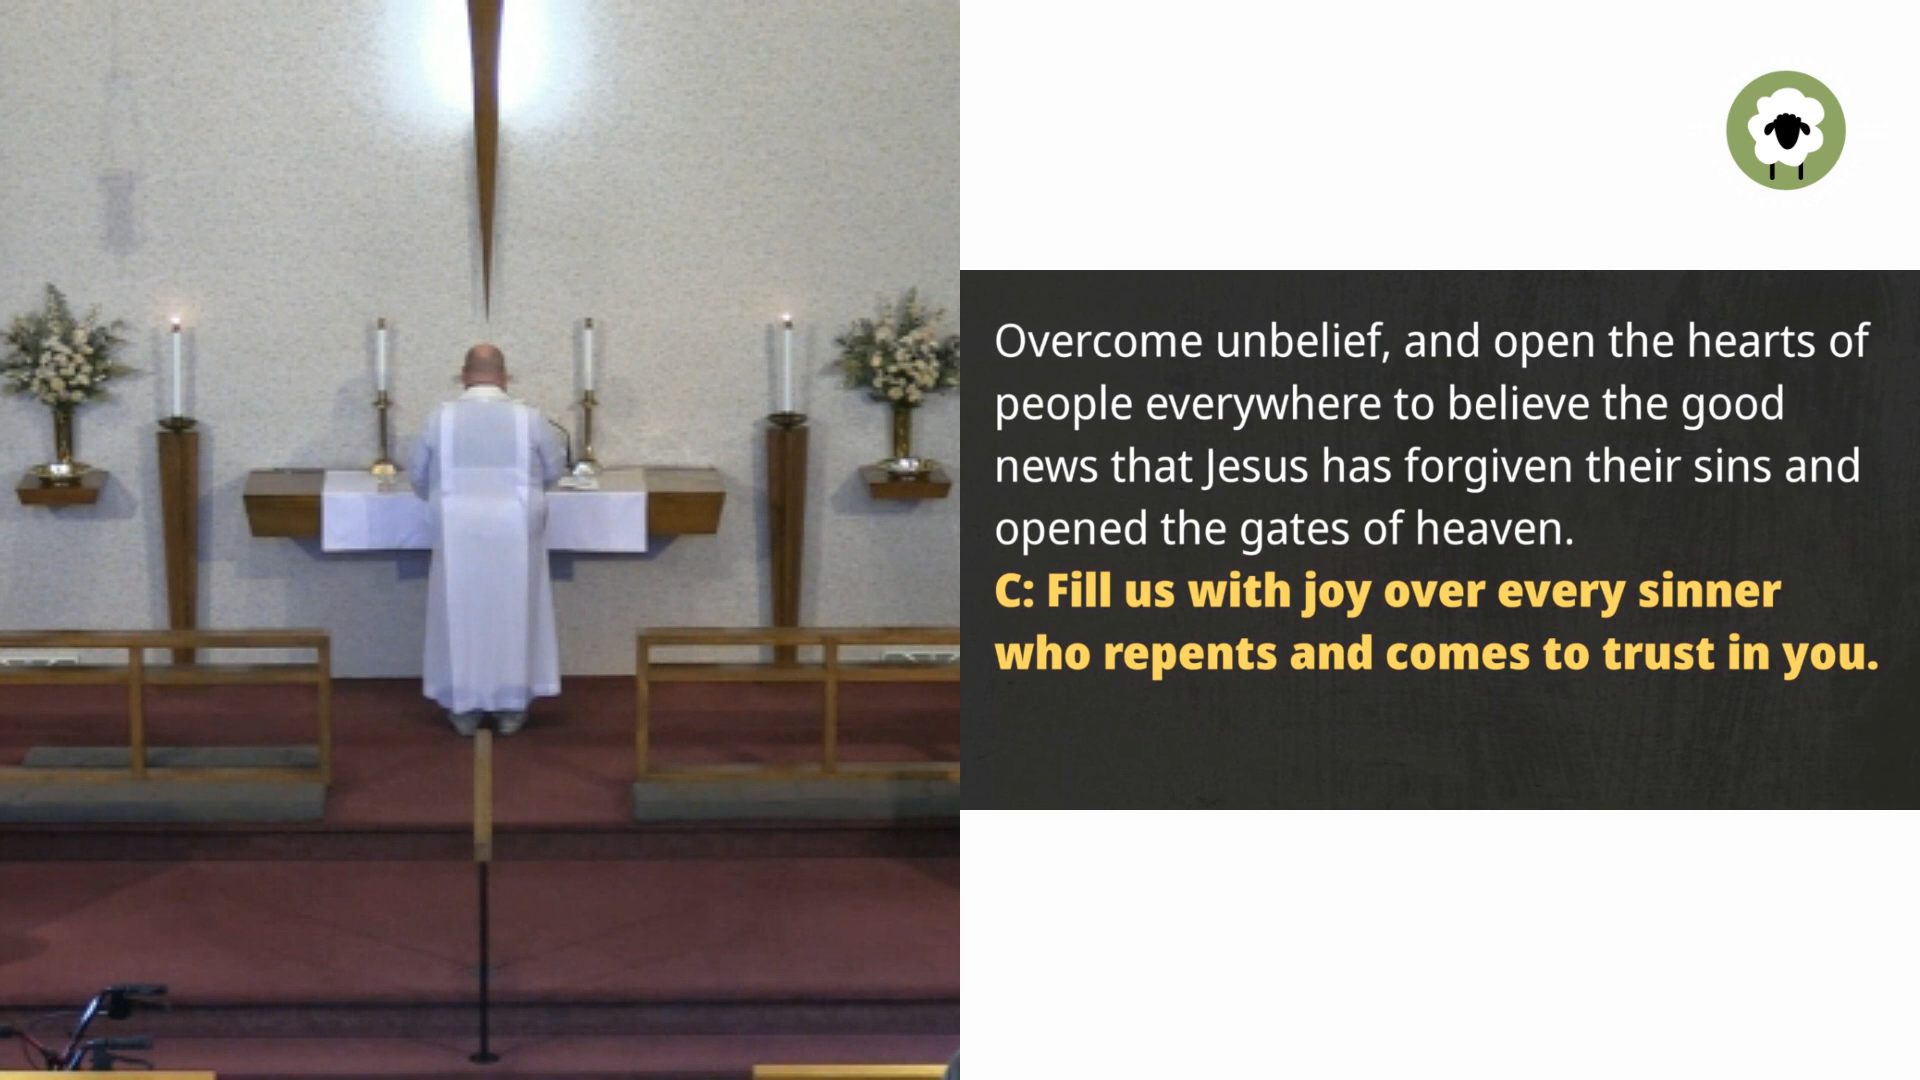 Overcome unbelief, and open the hearts of
people everywhere to believe the good
news that Jesus has forgiven their sins and
opened the gates of heaven.
C: Fill us with joy over every sinner
who repents and comes to trust in you.